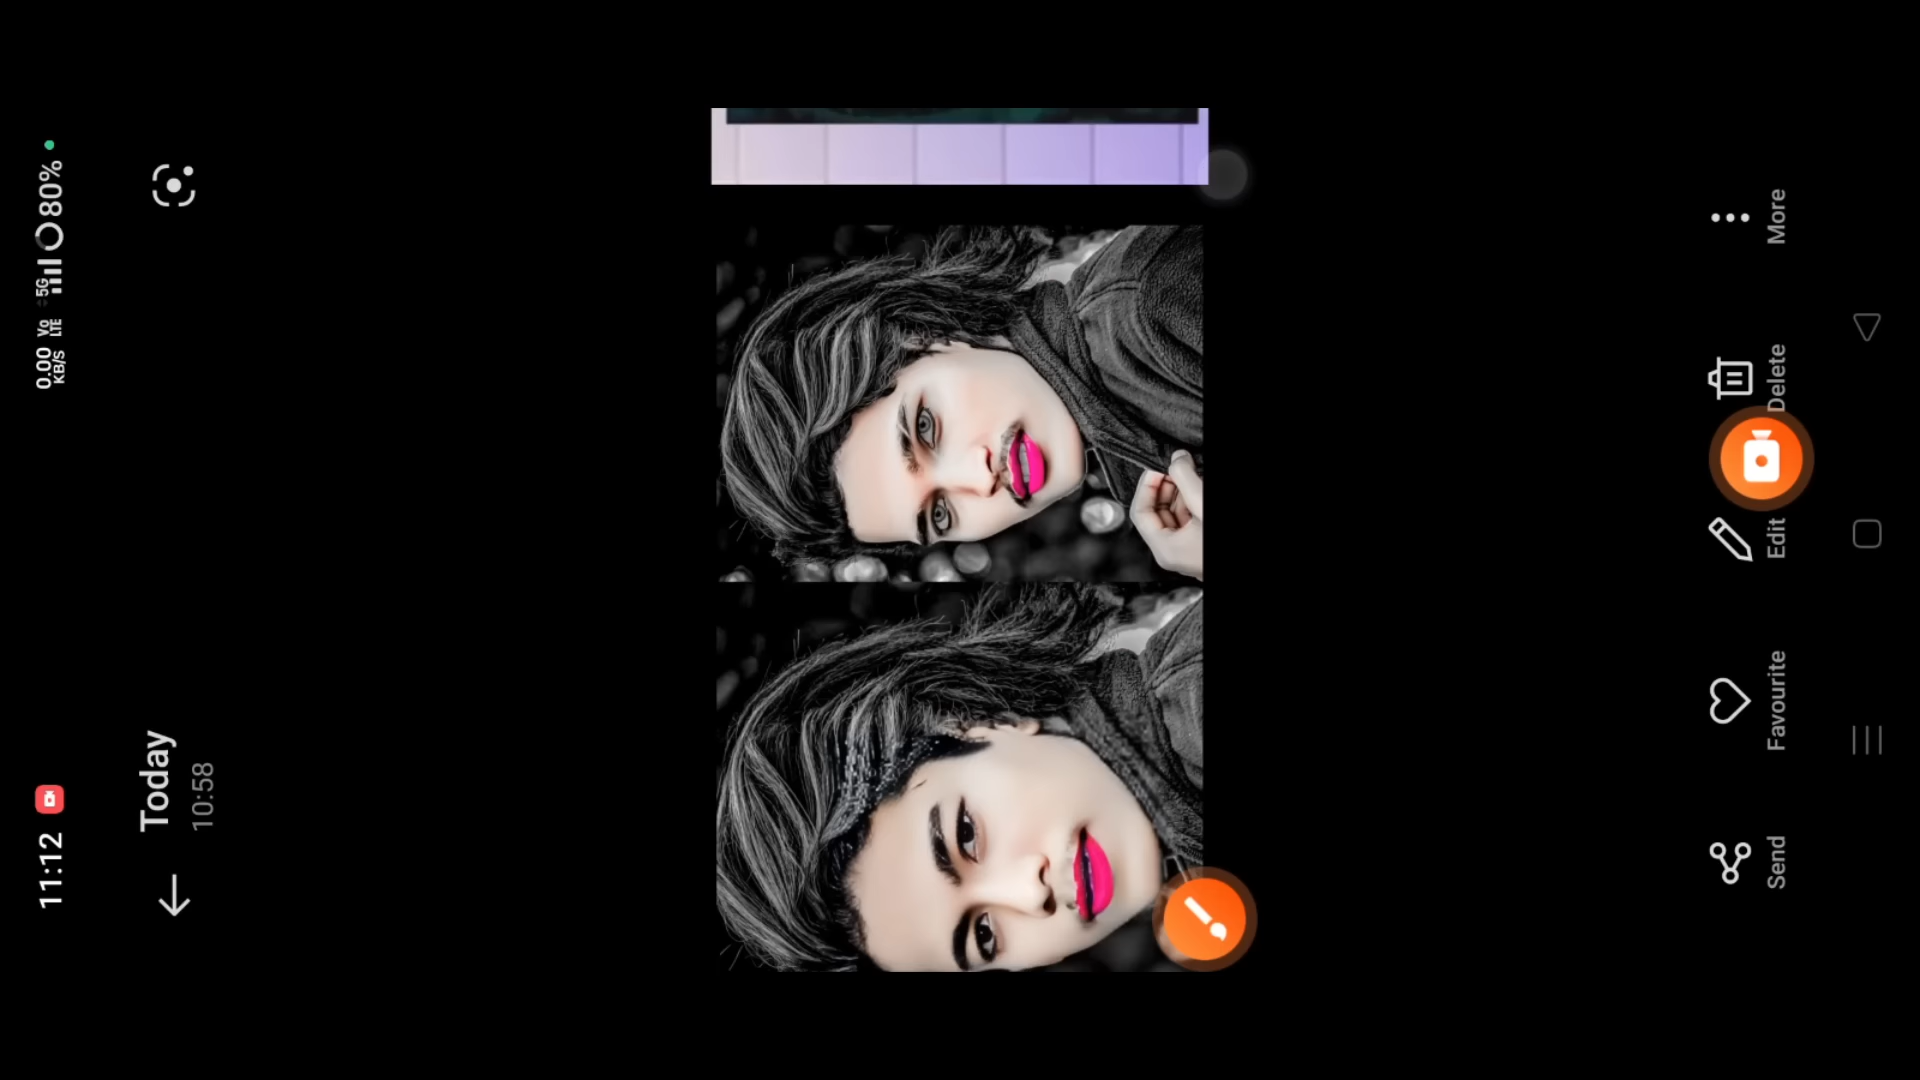 11:12
0.00 KB/S Vo LTE 5G 80%
Today
10:58
Send
Favourite
Edit
Delete
More